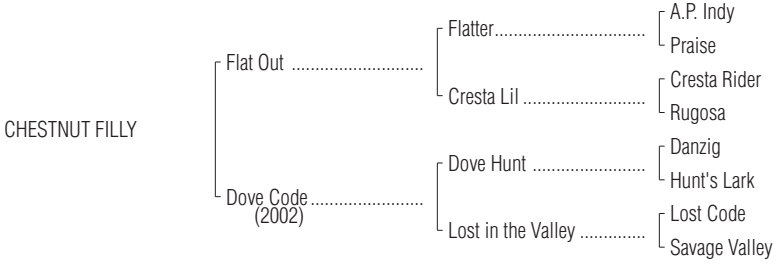 A.P. Indy
Flatter................................
Praise
Flat Out ............................
Cresta Rider
Cresta Lil ..........................
Rugosa
CHESTNUT FILLY
Danzig
Dove Hunt ........................
Hunt's Lark
Dove Code........................
(2002)
Lost Code
Lost in the Valley ..............
Savage Valley